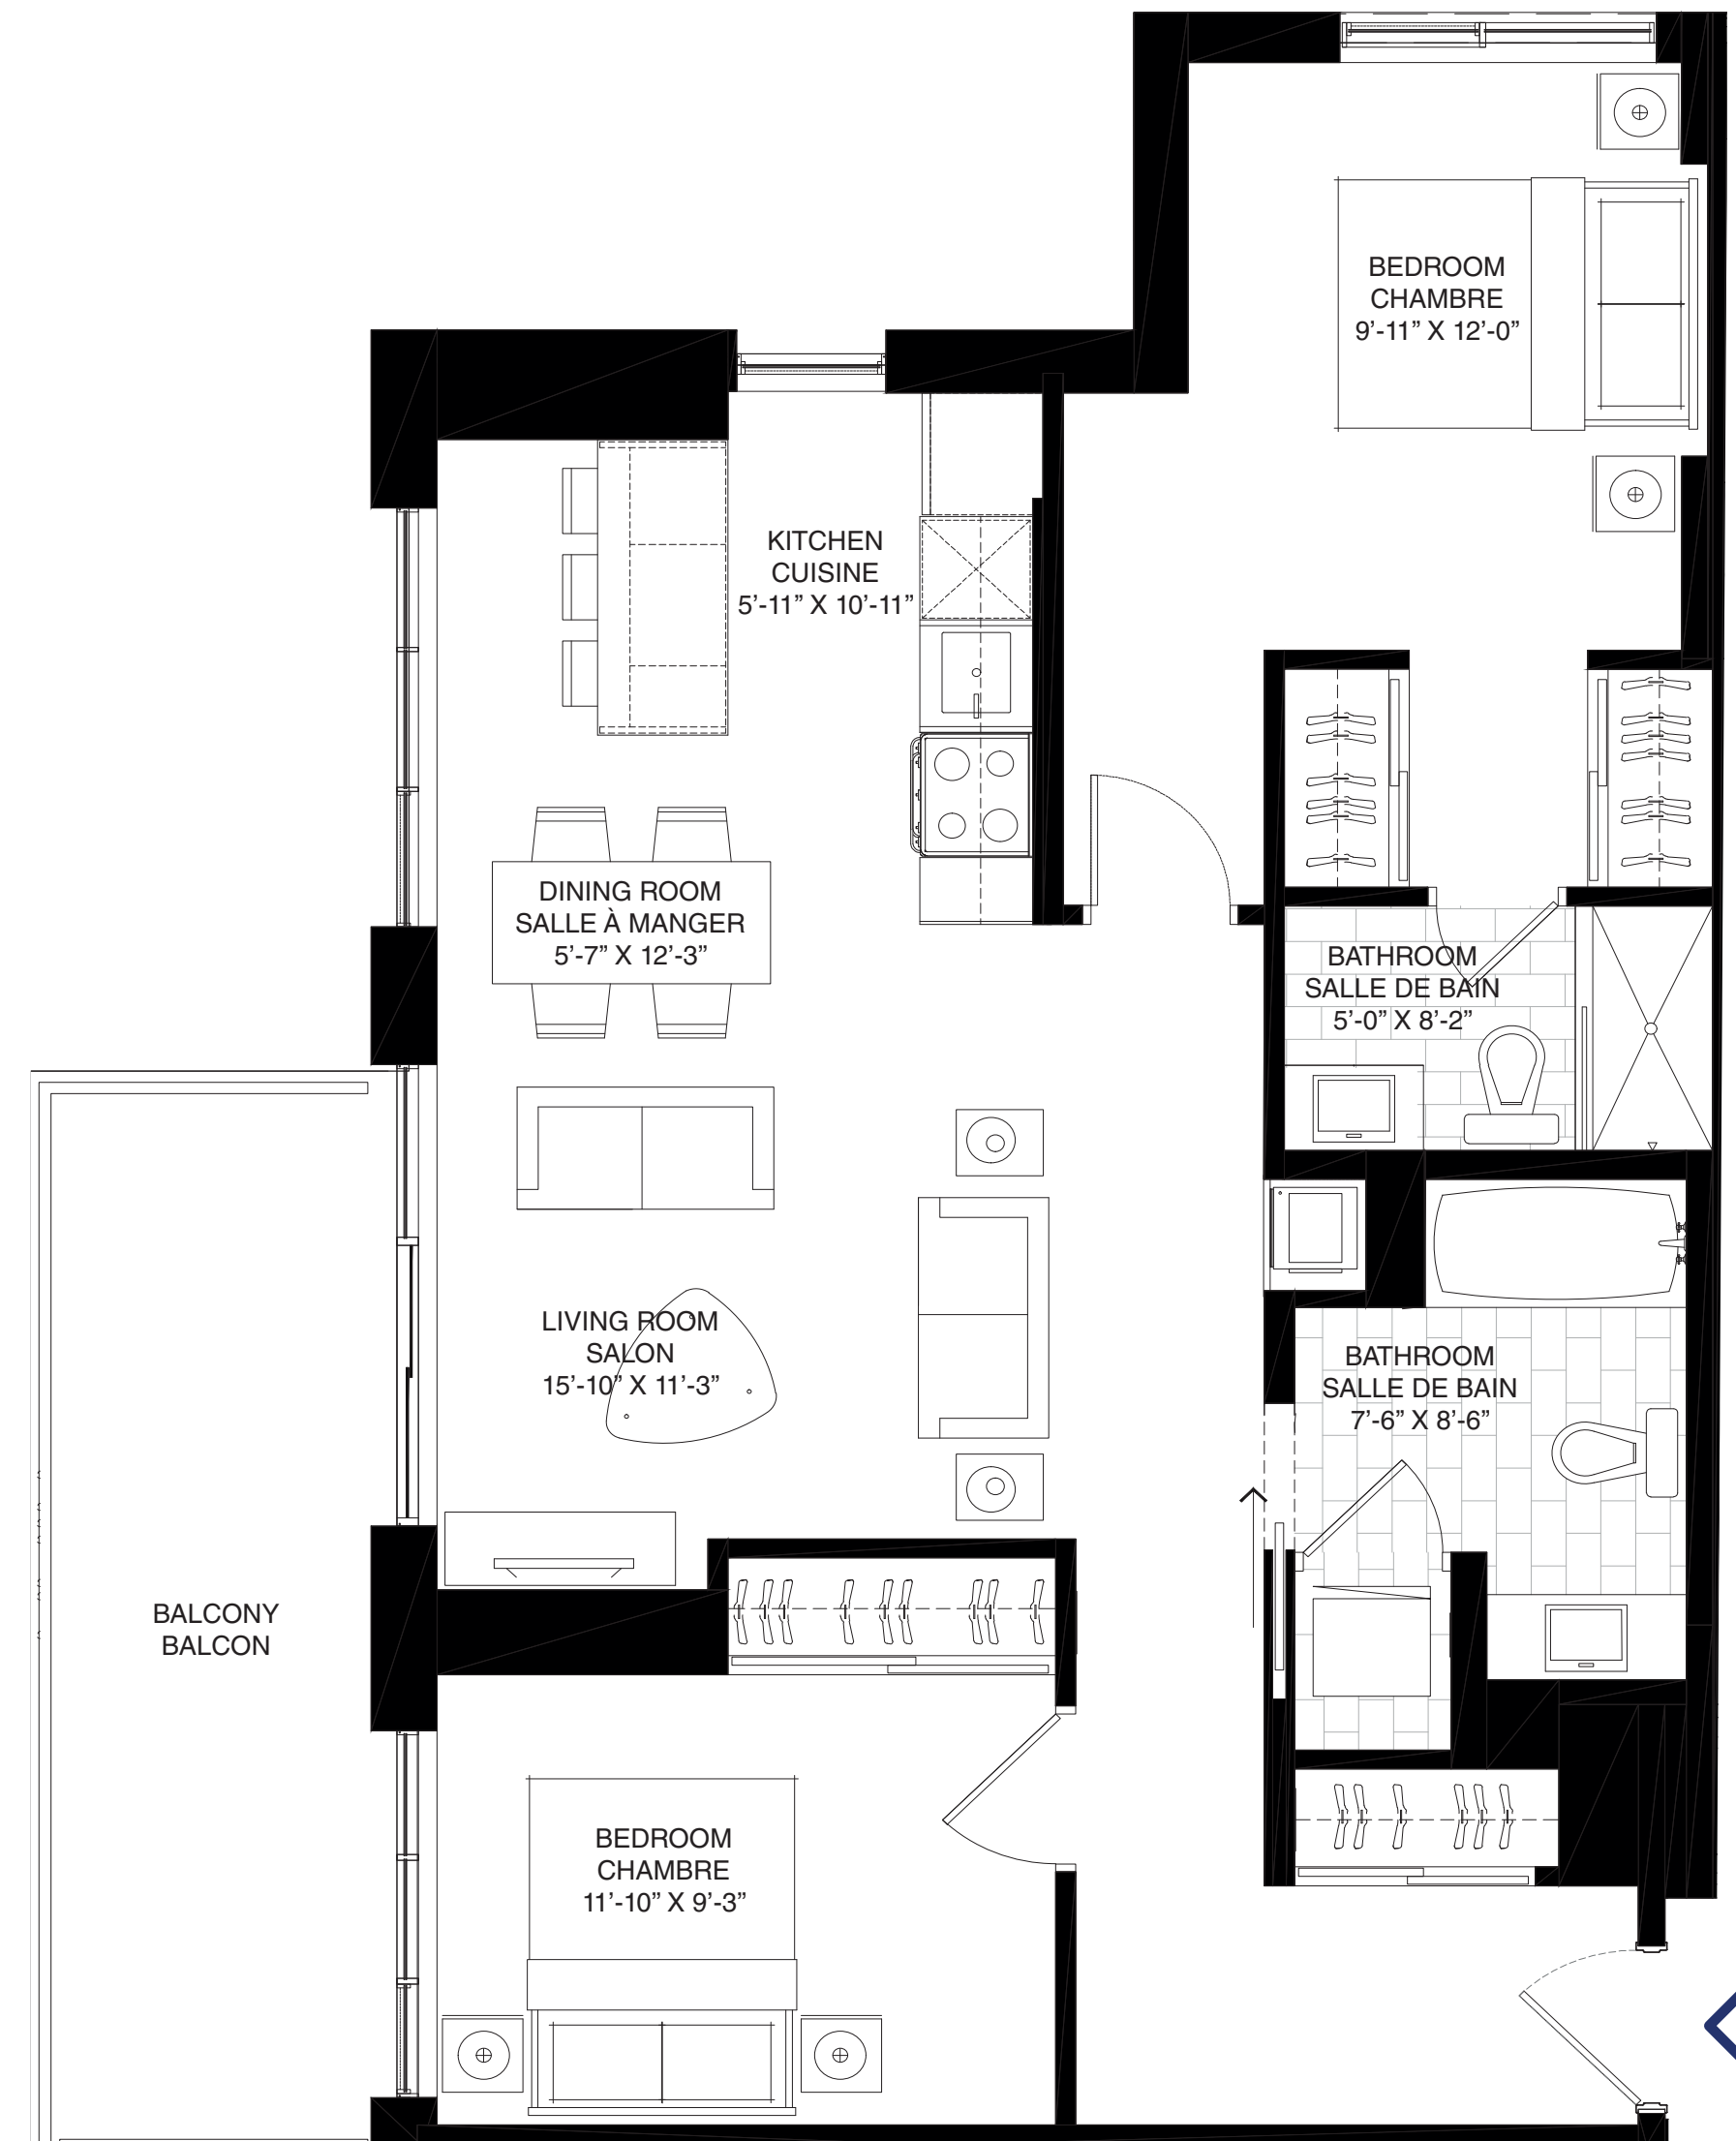 BEDROOM
CHAMBRE
9’-11” X 12’-0”
KITCHEN
CUISINE
5’-11” X 10’-11”
DINING ROOM
SALLE À MANGER
5’-7” X 12’-3”
BATHROOM
SALLE DE BAIN
5’-0” X 8’-2”
LIVING ROOM
SALON
15’-10” X 11’-3”
BATHROOM
SALLE DE BAIN
7’-6” X 8’-6”
BALCONY
BALCON
BEDROOM
CHAMBRE
11’-10” X 9’-3”